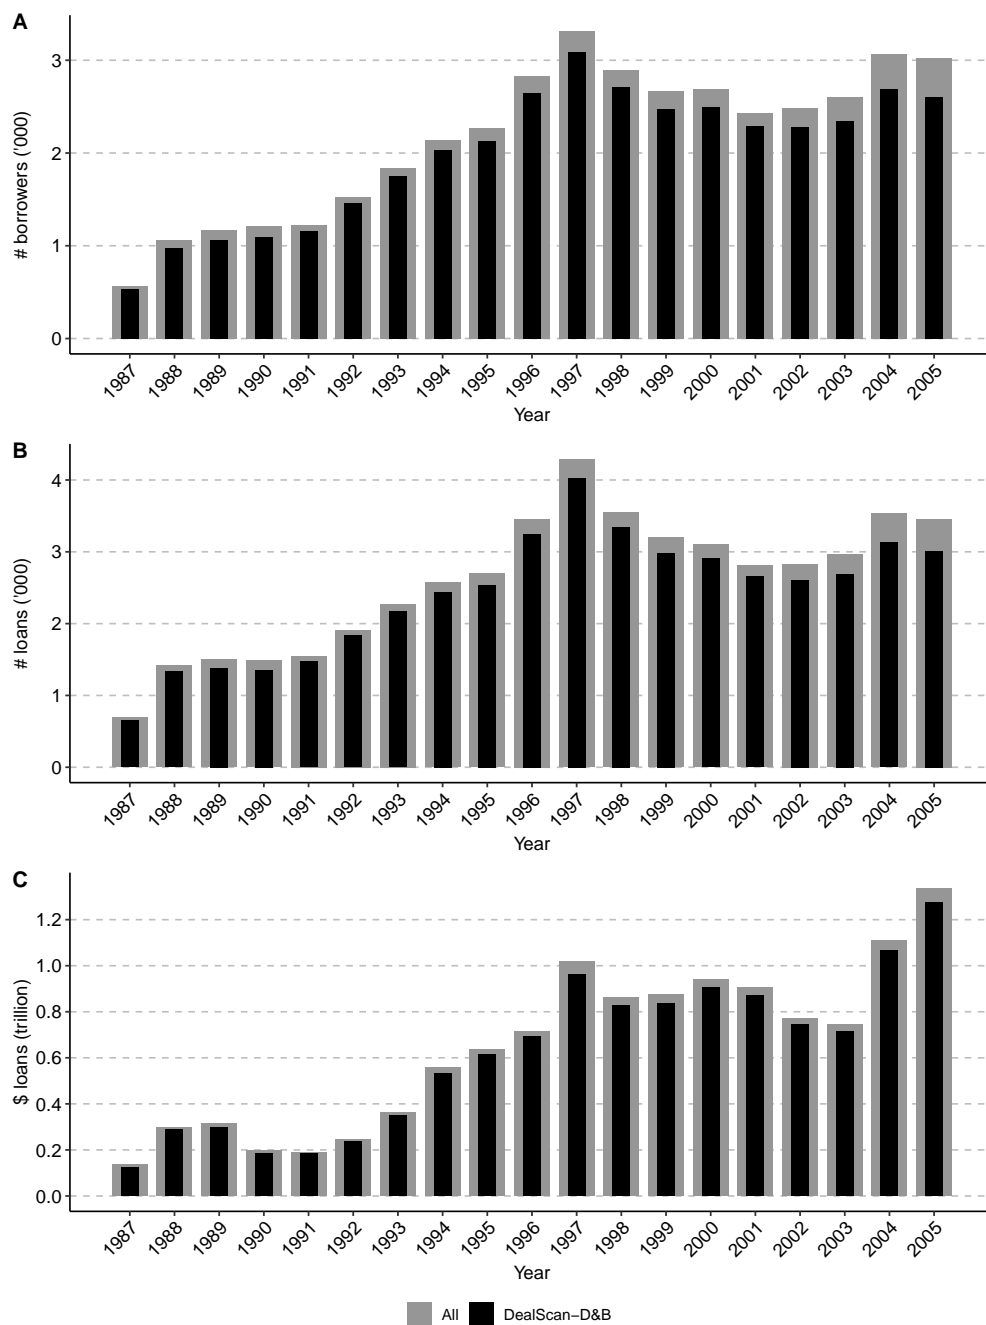 A
# borrowers ('000)
3
2
1
0
1987 1988 1989 1990 1991 1992 1993 1994 1995 1996 1997 1998 1999 2000 2001 2002 2003 2004 2005
Year
B
# loans ('000)
4
3
2
1
0
1987 1988 1989 1990 1991 1992 1993 1994 1995 1996 1997 1998 1999 2000 2001 2002 2003 2004 2005
Year
C
$ loans (trillion)
1.2
1.0
0.8
0.6
0.4
0.2
0.0
1987 1988 1989 1990 1991 1992 1993 1994 1995 1996 1997 1998 1999 2000 2001 2002 2003 2004 2005
Year
All DealScan−D&B